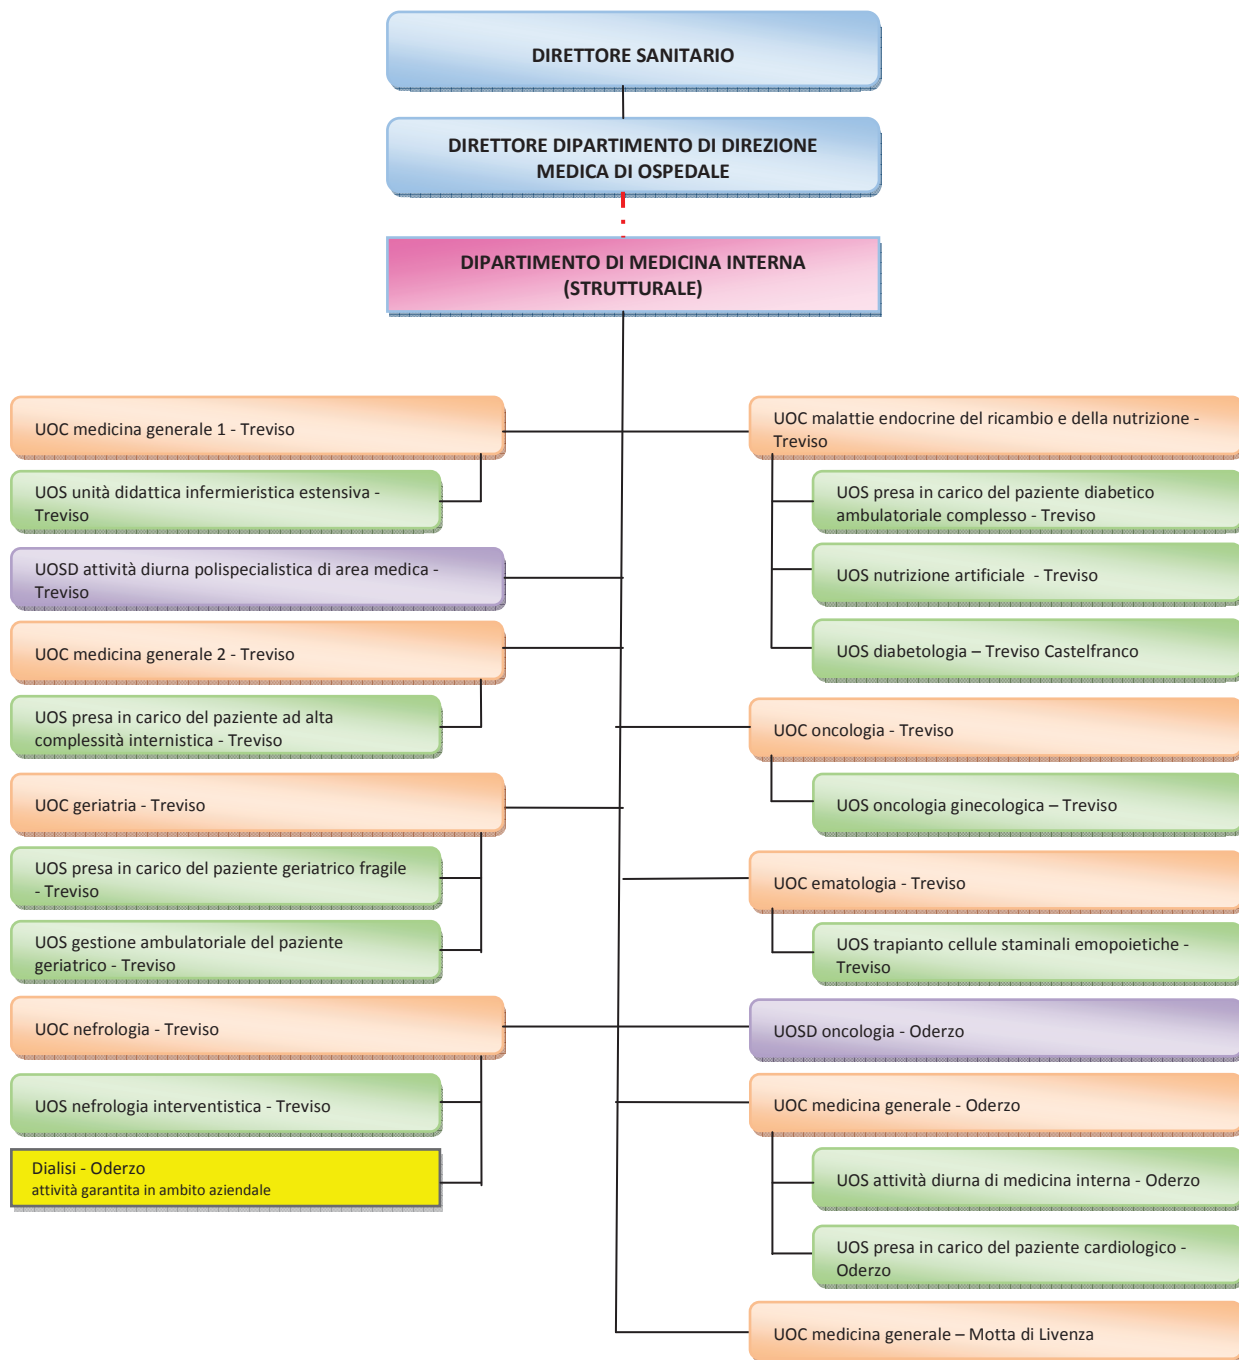 DIRETTORE SANITARIO
DIRETTORE DIPARTIMENTO DI DIREZIONE
MEDICA DI OSPEDALE
DIPARTIMENTO DI MEDICINA INTERNA
(STRUTTURALE)
UOC medicina generale 1 - Treviso
UOS unità didattica infermieristica estensiva -
Treviso
UOSD attività diurna polispecialistica di area medica -
Treviso
UOC medicina generale 2 - Treviso
UOS presa in carico del paziente ad alta
complessità internistica - Treviso
UOC geriatria - Treviso
UOS presa in carico del paziente geriatrico fragile
- Treviso
UOS gestione ambulatoriale del paziente
geriatrico - Treviso
UOC nefrologia - Treviso
UOS nefrologia interventistica - Treviso
Dialisi - Oderzo
attività garantita in ambito aziendale
UOC malattie endocrine del ricambio e della nutrizione -
Treviso
UOS presa in carico del paziente diabetico
ambulatoriale complesso - Treviso
UOS nutrizione artificiale - Treviso
UOS diabetologia – Treviso Castelfranco
UOC oncologia - Treviso
UOS oncologia ginecologica – Treviso
UOC ematologia - Treviso
UOS trapianto cellule staminali emopoietiche -
Treviso
UOSD oncologia - Oderzo
UOC medicina generale - Oderzo
UOS attività diurna di medicina interna - Oderzo
UOS presa in carico del paziente cardiologico -
Oderzo
UOC medicina generale – Motta di Livenza